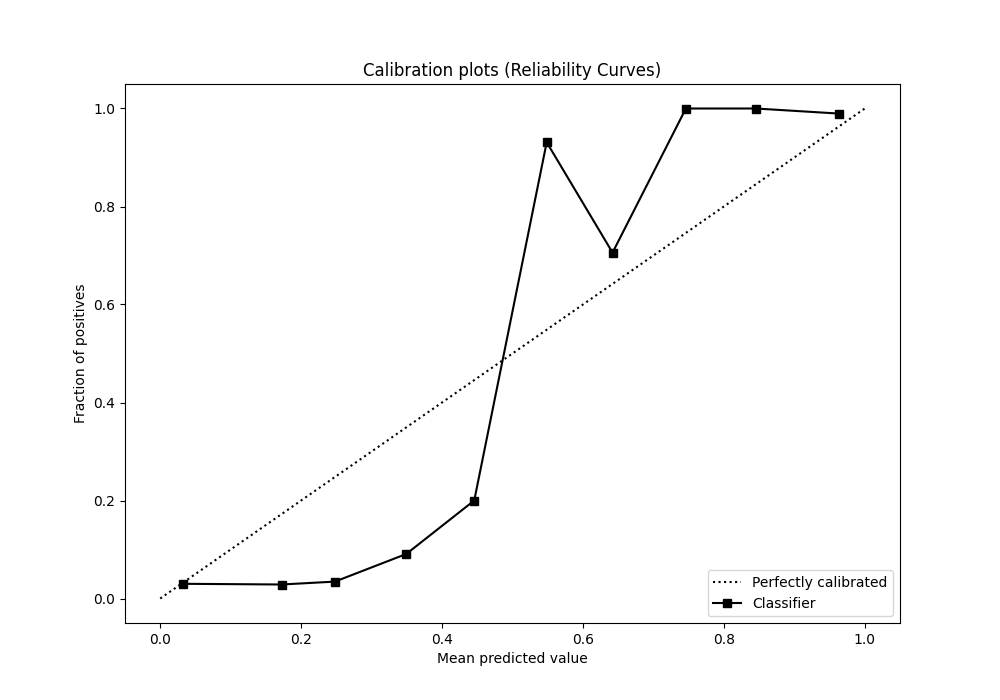 Calibration plots (Reliability Curves)
1.0
0.8
0.6
0.4
0.2
0.0
Fraction of positives
0.0 0.2 0.4 0.6 0.8 1.0
Mean predicted value
Perfectly calibrated
Classifier